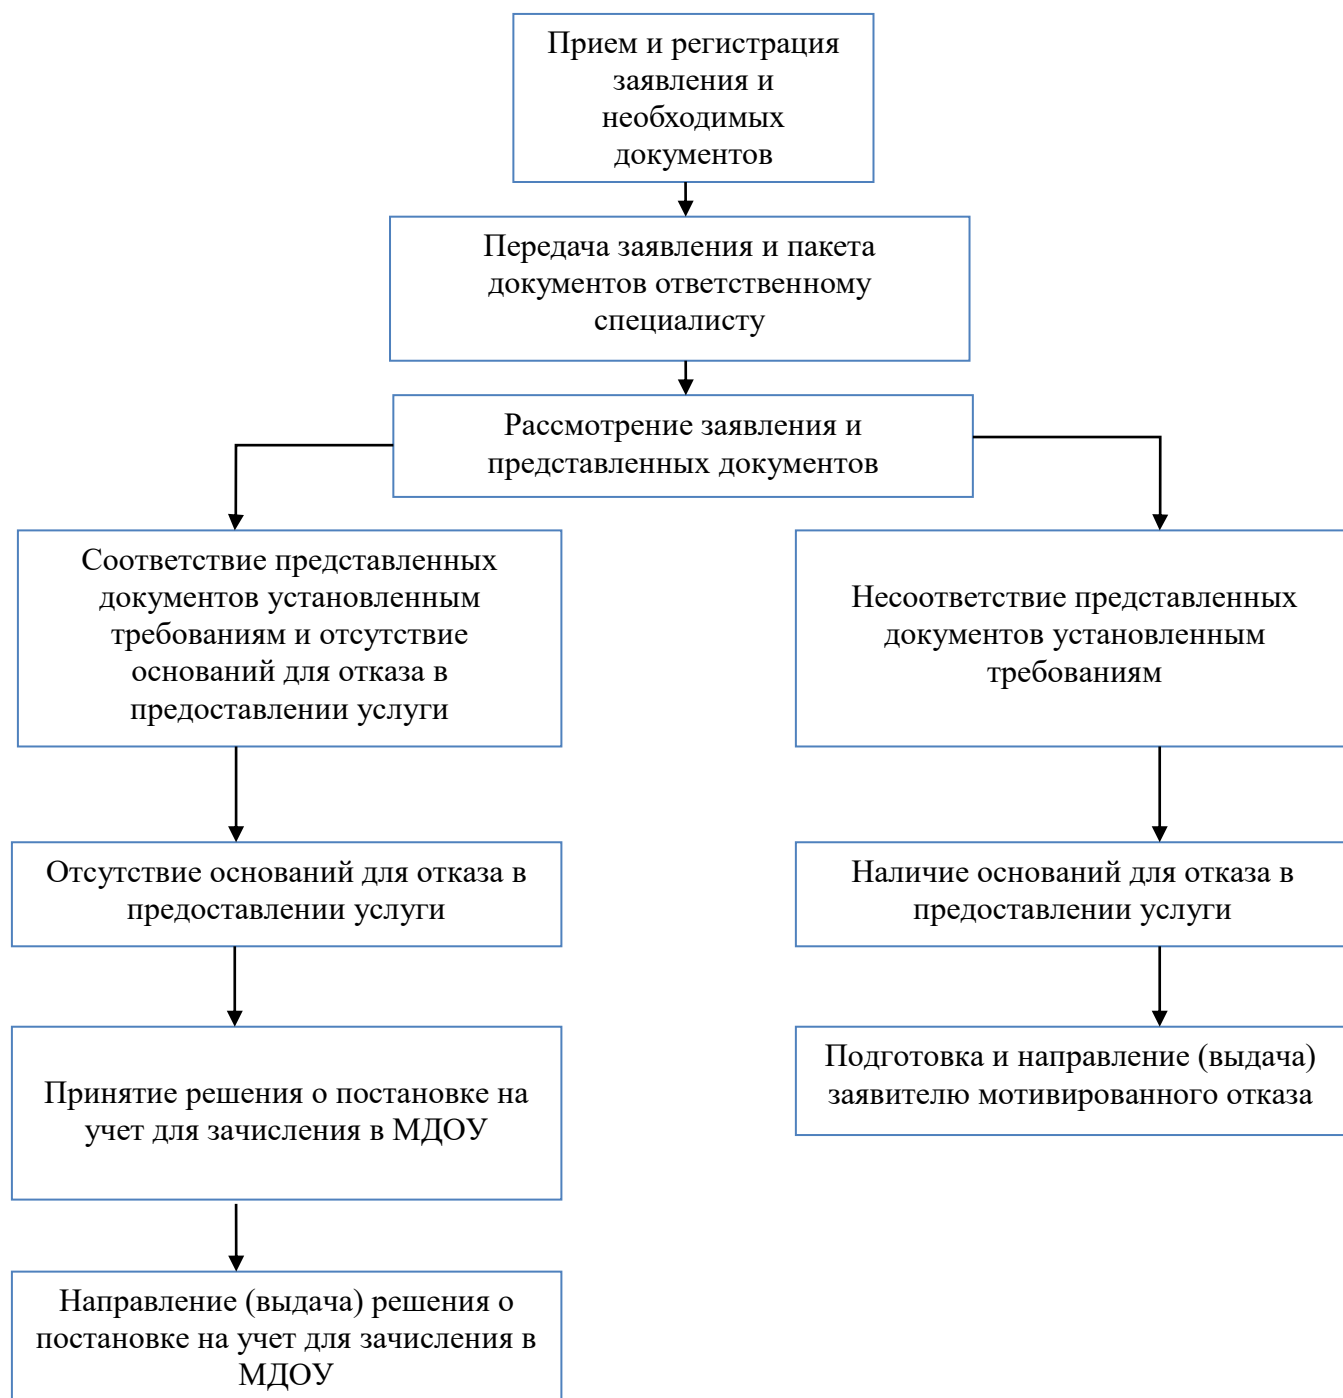 Прием и регистрация
заявления и
необходимых
документов
Передача заявления и пакета
документов ответственному
специалисту
Рассмотрение заявления и
представленных документов
Соответствие представленных
документов установленным
требованиям и отсутствие
оснований для отказа в
предоставлении услуги
Несоответствие представленных
документов установленным
требованиям
Отсутствие оснований для отказа в
предоставлении услуги
Наличие оснований для отказа в
предоставлении услуги
Принятие решения о постановке на
учет для зачисления в МДОУ
Подготовка и направление (выдача)
заявителю мотивированного отказа
Направление (выдача) решения о
постановке на учет для зачисления в
МДОУ